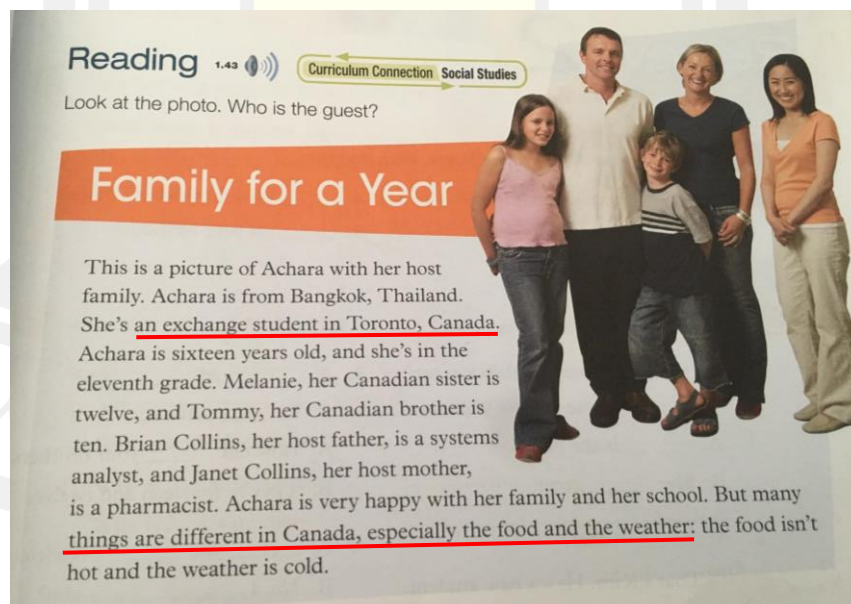 Reading 1.43 Curriculum Connection Social Studies
Look at the photo. Who is the guest?
Family for a Year
This is a picture of Achara with her host
family. Achara is from Bangkok, Thailand.
She's an exchange student in Toronto, Canada.
Achara is sixteen years old, and she's in the
eleventh grade. Melanie, her Canadian sister is
twelve, and Tommy, her Canadian brother is
ten. Brian Collins, her host father, is a systems
analyst, and Janet Collins, her host mother,
is a pharmacist. Achara is very happy with her family and her school. But many
things are different in Canada, especially the food and the weather: the food isn't
hot and the weather is cold.